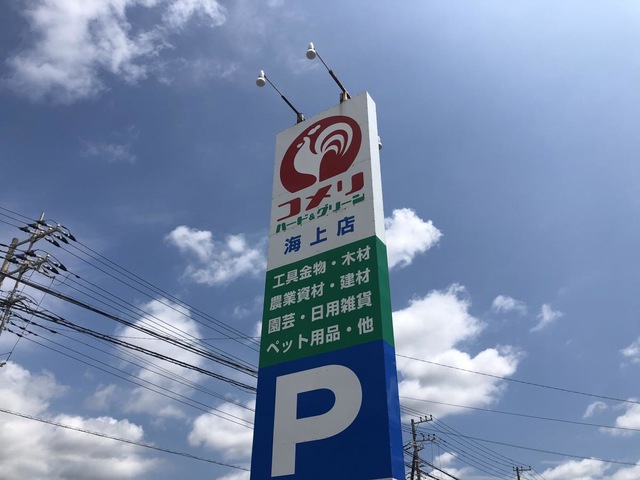 コメリ
ハード&グリーン
海上店
工具金物・木材
農業資材・建材
園芸・日用雑貨
ペット用品・他
P